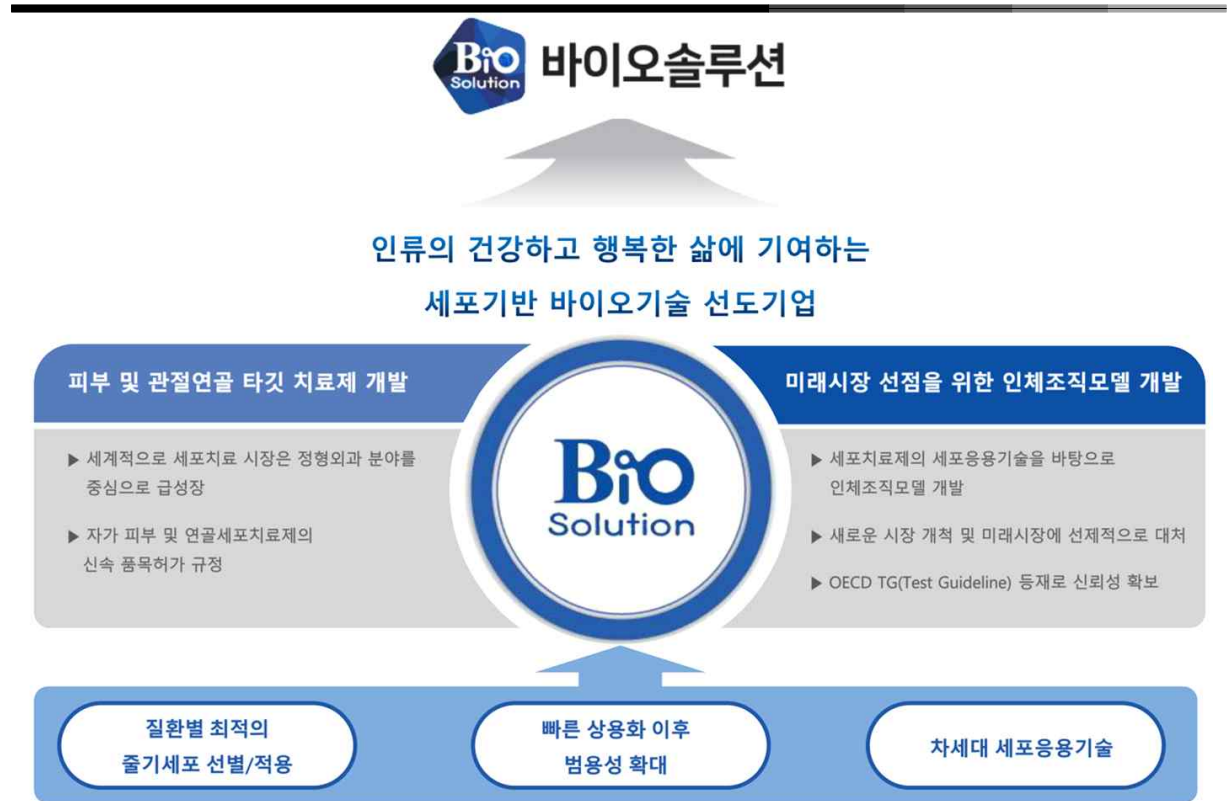 BiO
Solution
바이오솔루션
인류의 건강하고 행복한 삶에 기여하는
세포기반 바이오기술 선도기업
피부 및 관절연골 타깃 치료제 개발
▶ 세계적으로 세포치료 시장은 정형외과 분야를
중심으로 급성장
▶ 자가 피부 및 연골세포치료제의
신속 품목허가 규정
BiO
Solution
미래시장 선점을 위한 인체조직모델 개발
▶ 세포치료제의 세포응용기술을 바탕으로
인체조직모델 개발
▶ 새로운 시장 개척 및 미래시장에 선제적으로 대처
▶ OECD TG(Test Guideline) 등재로 신뢰성 확보
질환별 최적의
줄기세포 선별/적용
빠른 상용화 이후
범용성 확대
차세대 세포응용기술